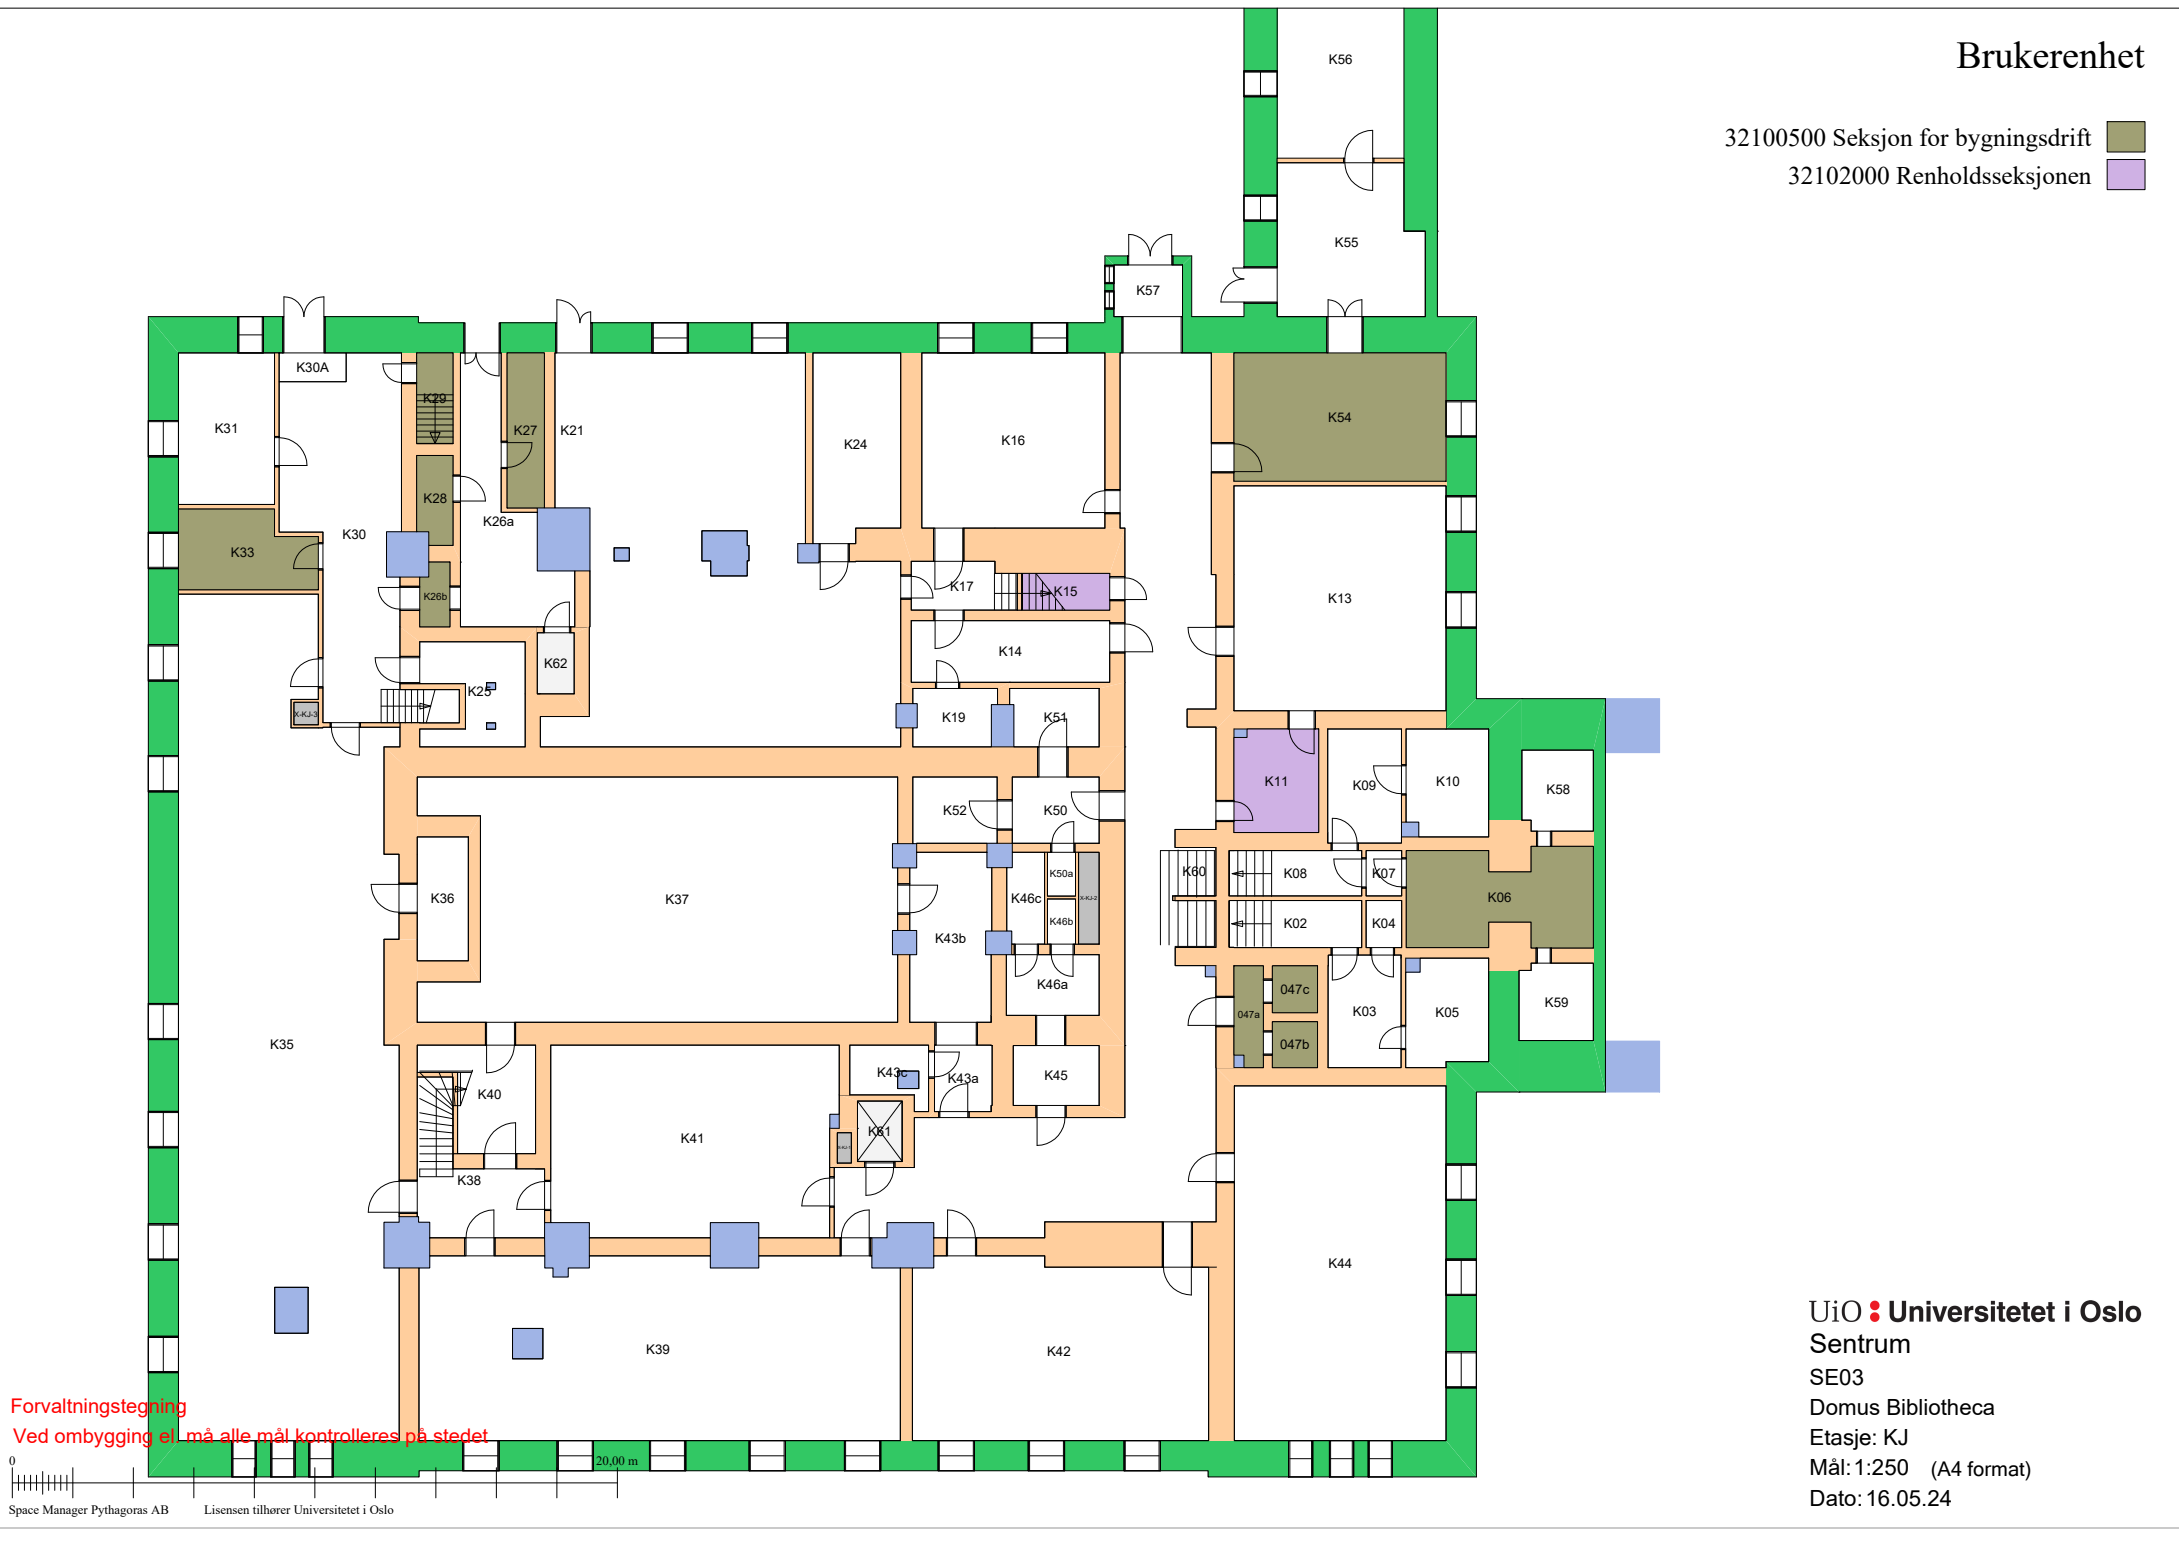 Brukerenhet
32100500 Seksjon for bygningsdrift
32102000 Renholdsseksjonen
K56
K55
K57
K30A
K29
K31
K27
K21
K24
K16
K54
K28
K26a
K30
K33
K17
K15
K26b
K13
K14
K62
K25
X-KJ-3
K19
K51
K11
K09
K10
K58
K52
K50
K60
K08
K07
K50a
K36
K37
K46c
X-KJ-2
K06
K46b
K02
K04
K43b
K46a
047c
K03
K05
K59
047a
047b
K35
K43c
K43a
K45
K40
K61
K41
K38
K44
K39
K42
UiO Universitetet i Oslo
Sentrum
SE03
Domus Bibliotheca
Etasje: KJ
Mål: 1:250 (A4 format)
Dato: 16.05.24
Forvaltningstegning
Ved ombygging el. må alle mål kontrolleres på stedet
0 20,00 m
Space Manager Pythagoras AB Lisensen tilhører Universitetet i Oslo